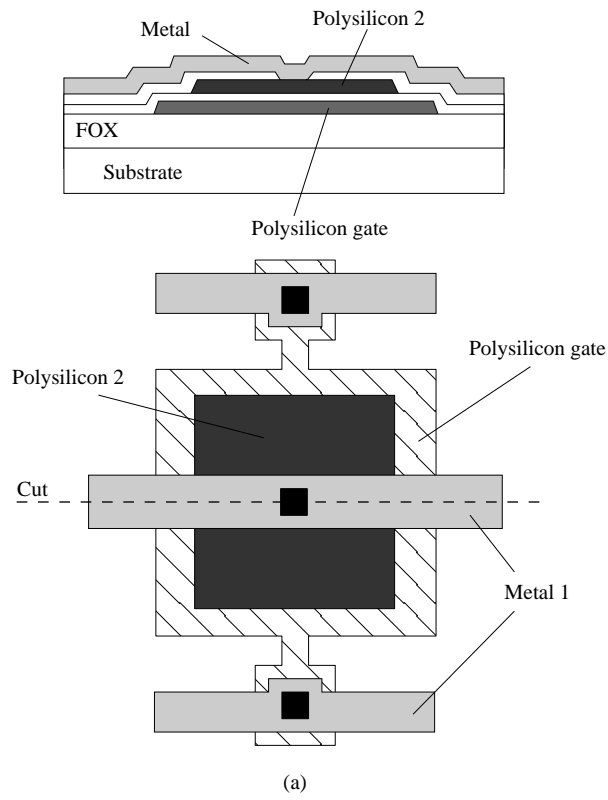 Polysilicon 2
Metal
FOX
Substrate
Polysilicon gate
Polysilicon gate
Polysilicon 2
Cut
Metal 1
(a)